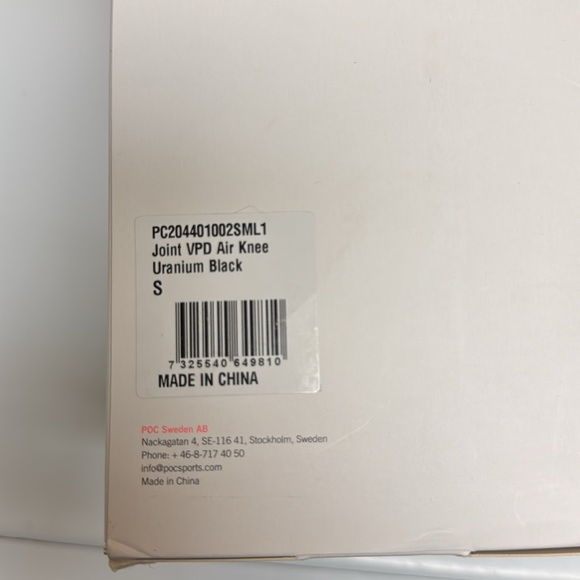 PC204401002SML1
Joint VPD Air Knee
Uranium Black
S
7 325540 649810
MADE IN CHINA
POC Sweden AB
Nackagatan 4, SE-116 41, Stockholm, Sweden
Phone: + 46-8-717 40 50
info@pocsports.com
Made in China